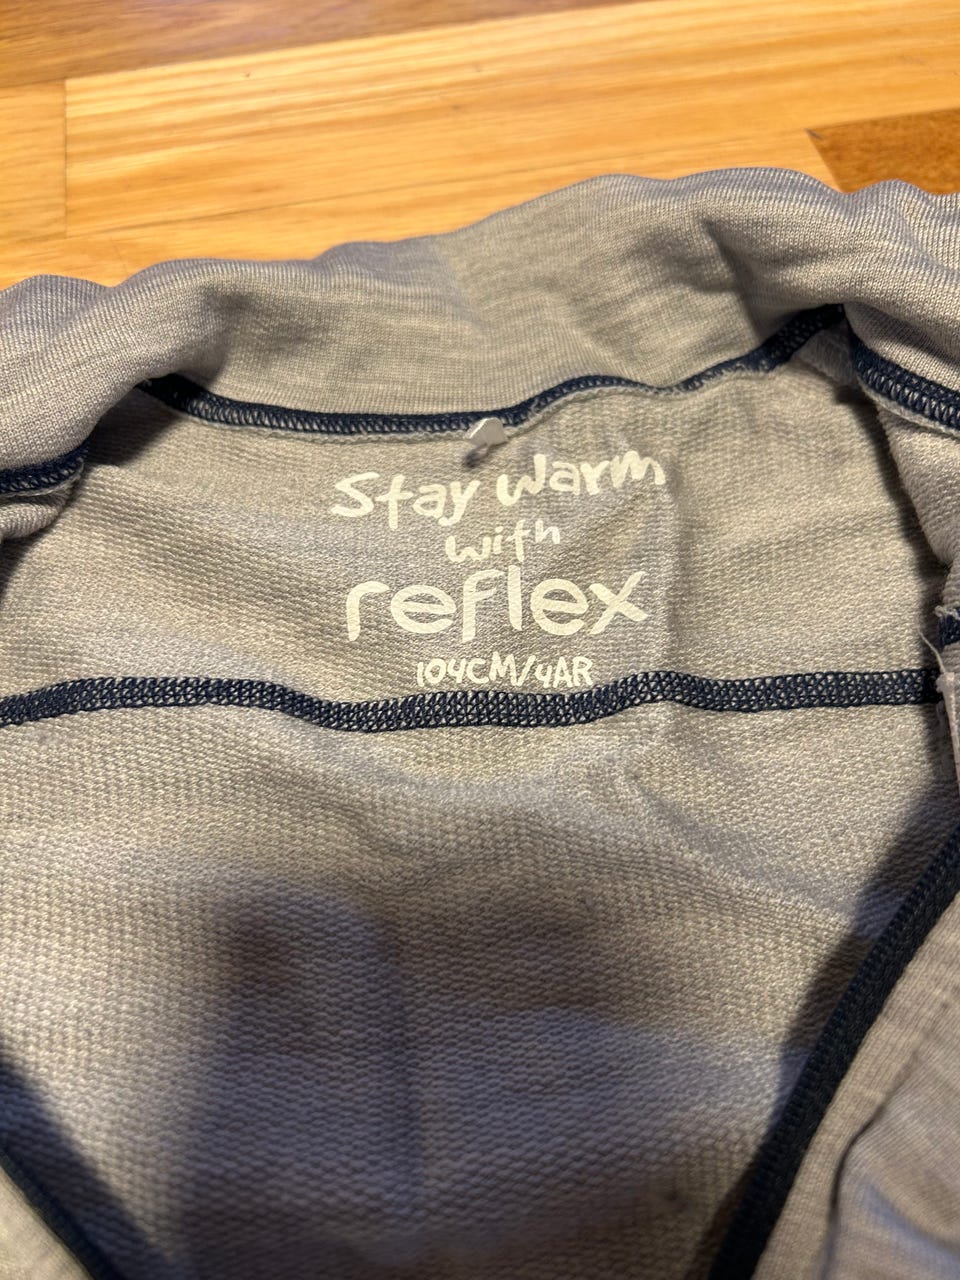 Stay warm
with
reflex
104CM/4AR